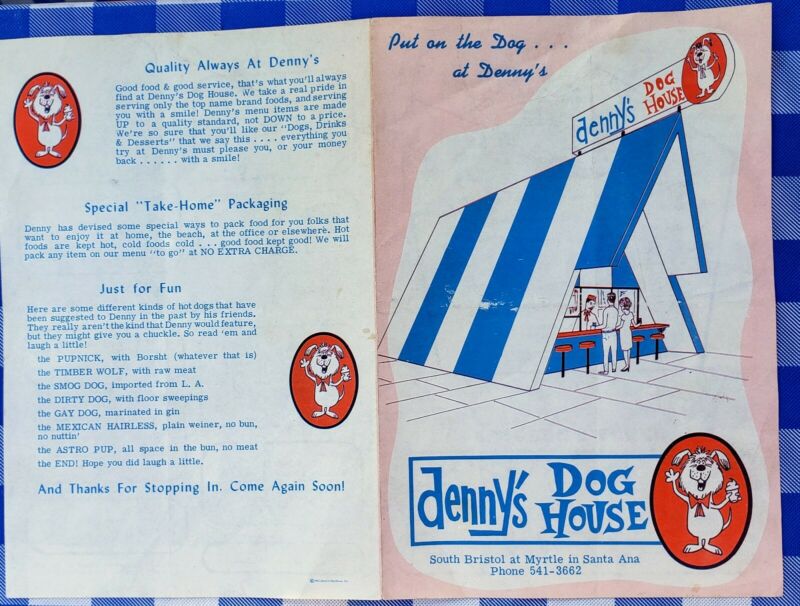 Quality Always At Denny's
Good food & good service, that's what you'll always
find at Denny's Dog House. We take a real pride in
serving only the top name brand foods, and serving
you with a smile! Denny's menu items are made
UP to a quality standard, not DOWN to a price.
We're so sure that you'll like our "Dogs, Drinks
& Desserts" that we say this . . . . everything you
try at Denny's must please you, or your money
back . . . . . . with a smile!
Special "Take-Home" Packaging
Denny has devised some special ways to pack food for you folks that
want to enjoy it at home, the beach, at the office or elsewhere. Hot
foods are kept hot, cold foods cold . . . good food kept good! We will
pack any item on our menu "to go" at NO EXTRA CHARGE.
Just for Fun
Here are some different kinds of hot dogs that have
been suggested to Denny in the past by his friends.
They really aren't the kind that Denny would feature,
but they might give you a chuckle. So read 'em and
laugh a little!
the PUPNICK, with Borsht (whatever that is)
the TIMBER WOLF, with raw meat
the SMOG DOG, imported from L. A.
the DIRTY DOG, with floor sweepings
the GAY DOG, marinated in gin
the MEXICAN HAIRLESS, plain weiner, no bun,
no nuttin'
the ASTRO PUP, all space in the bun, no meat
the END! Hope you did laugh a little.
And Thanks For Stopping In. Come Again Soon!
Put on the Dog . . .
at Denny's
denny's DOG HOUSE
denny's DOG HOUSE
South Bristol at Myrtle in Santa Ana
Phone 541-3662